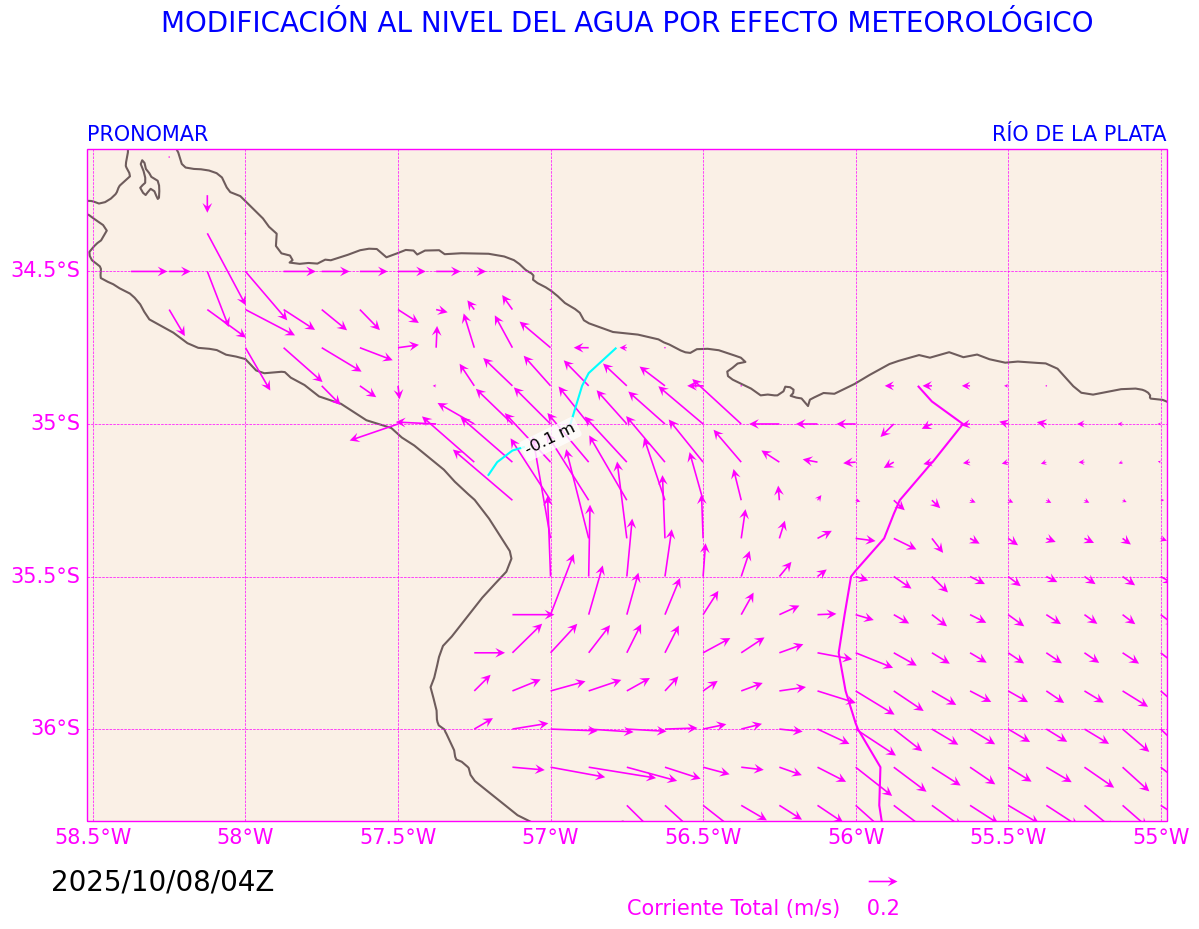 MODIFICACIÓN AL NIVEL DEL AGUA POR EFECTO METEOROLÓGICO
PRONOMAR
RÍO DE LA PLATA
34.5°S
35°S
-0.1 m
35.5°S
36°S
58.5°W 58°W 57.5°W 57°W 56.5°W 56°W 55.5°W 55°W
2025/10/08/04Z
Corriente Total (m/s) 0.2